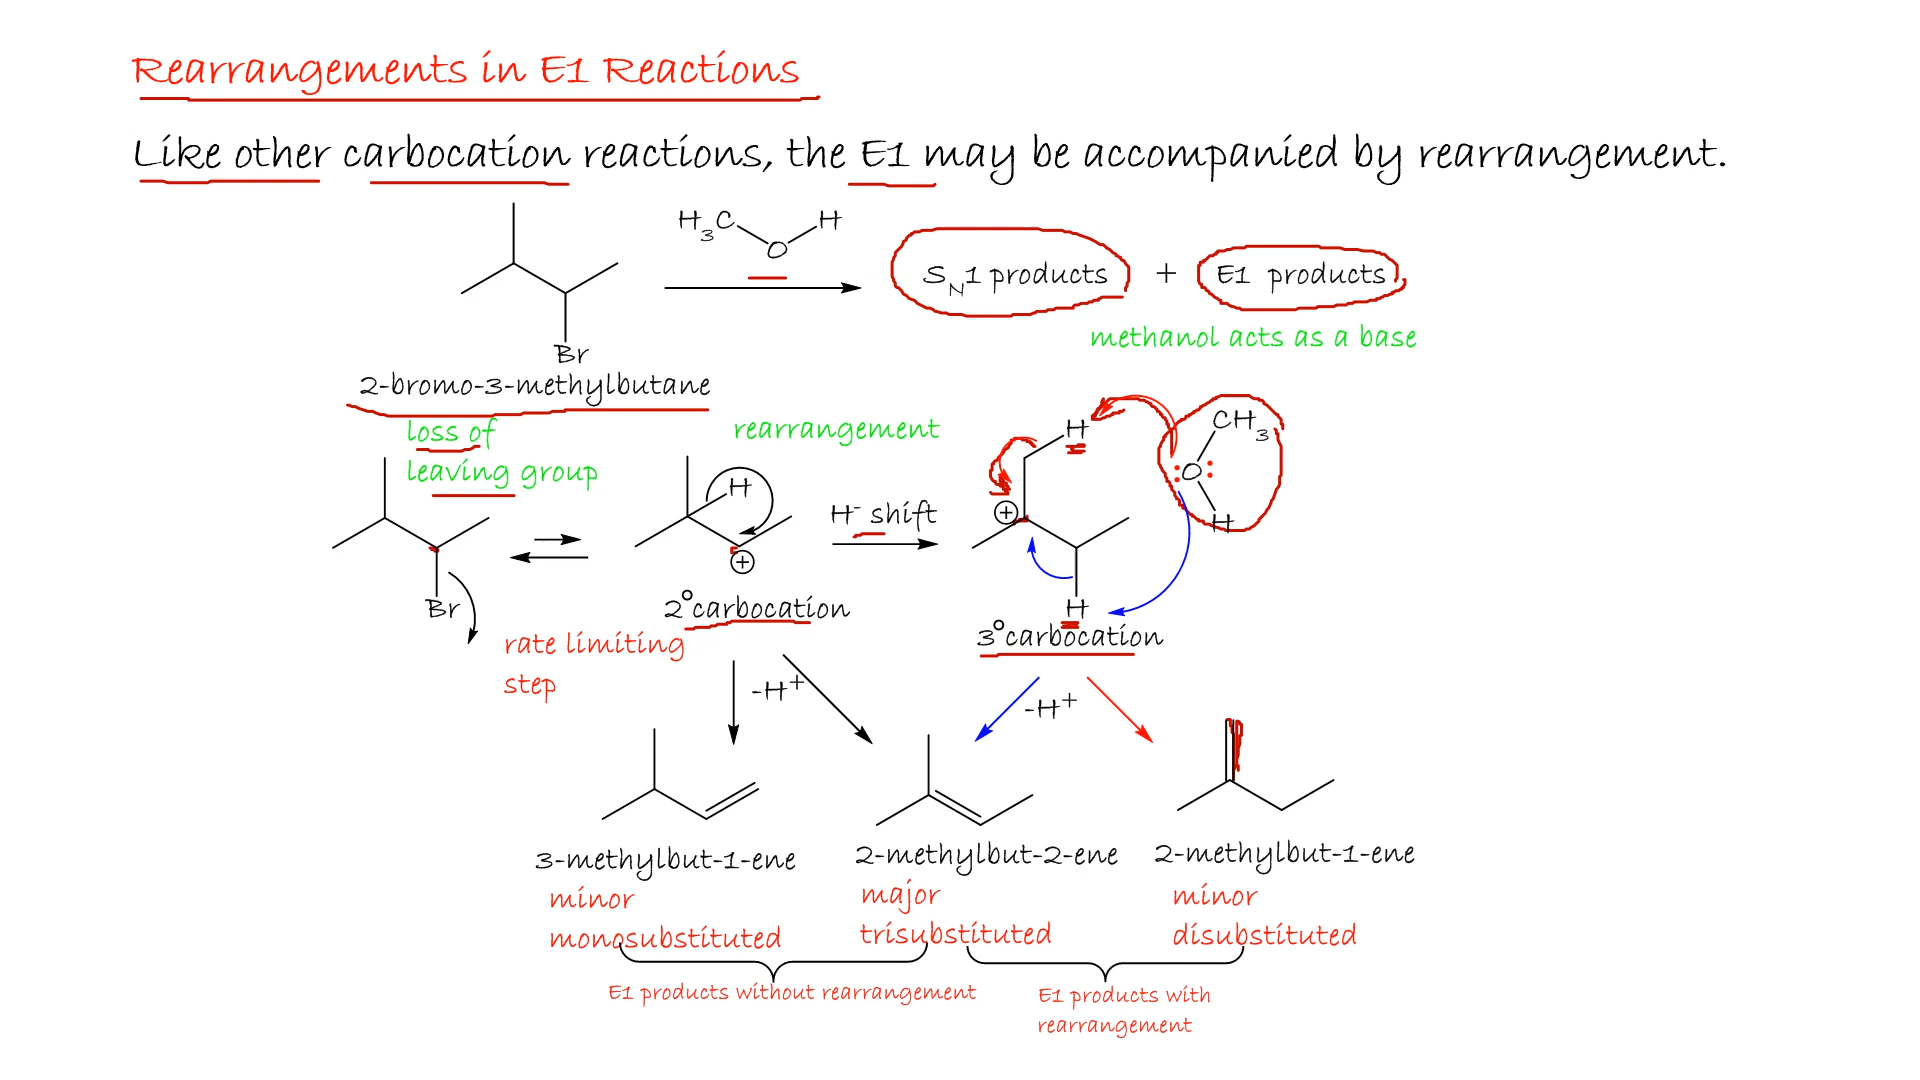 Rearrangements in E1 Reactions
Like other carbocation reactions, the E1 may be accompanied by rearrangement.
H3C O H
SN1 products + E1 products
methanol acts as a base
Br
2-bromo-3-methylbutane
loss of
leaving group
rearrangement
H
CH3
H
O
H- shift
H
H
Br
2° carbocation
H
3° carbocation
rate limiting
step
-H+
-H+
3-methylbut-1-ene
2-methylbut-2-ene
2-methylbut-1-ene
minor
major
minor
monosubstituted
trisubstituted
disubstituted
E1 products without rearrangement
E1 products with
rearrangement